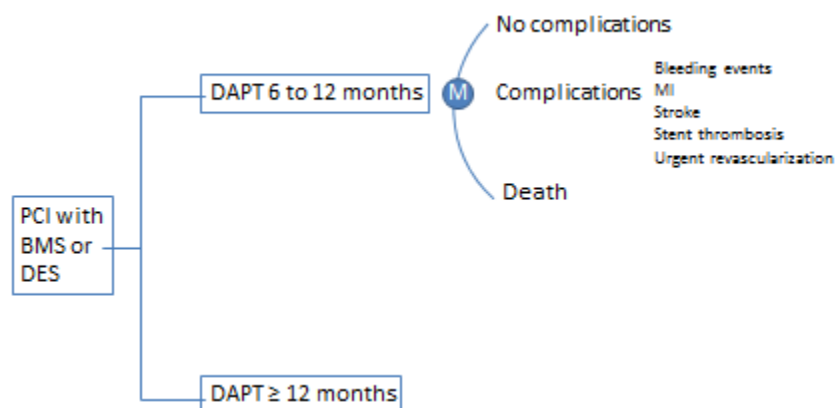 No complications
DAPT 6 to 12 months
M
Complications
Bleeding events
MI
Stroke
Stent thrombosis
Urgent revascularization
Death
PCI with
BMS or
DES
DAPT ≥ 12 months